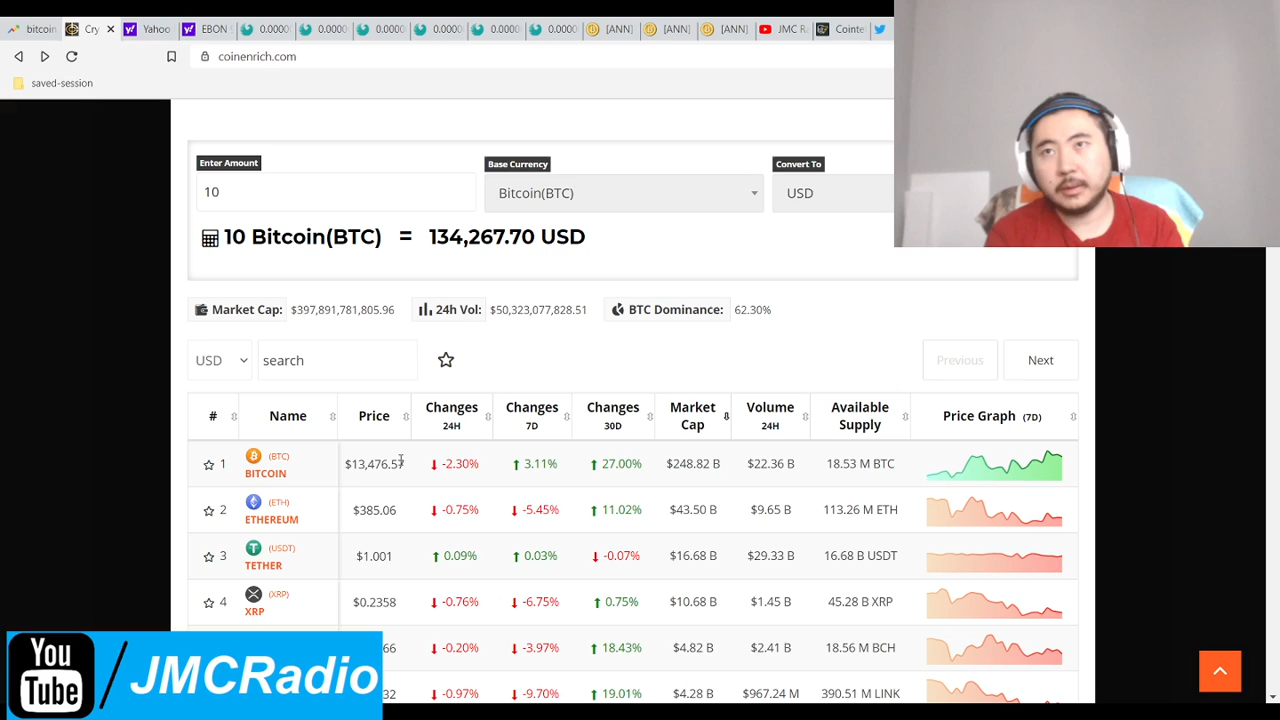 bitcoin Cry Yahoo EBON 0.0000 0.0000 0.0000 0.0000 0.0000 0.0000 [ANN] [ANN] [ANN] JMC R Cointe
coinenrich.com
saved-session
Enter Amount Base Currency Convert To
10 Bitcoin(BTC) USD
10 Bitcoin(BTC) = 134,267.70 USD
Market Cap: $397,891,781,805.96 24h Vol: $50,323,077,828.51 BTC Dominance: 62.30%
USD search Previous Next
# Name Price Changes 24H Changes 7D Changes 30D Market Cap Volume 24H Available Supply Price Graph (7D)
1 (BTC) BITCOIN $13,476.57 -2.30% 3.11% 27.00% $248.82 B $22.36 B 18.53 M BTC
2 (ETH) ETHEREUM $385.06 -0.75% -5.45% 11.02% $43.50 B $9.65 B 113.26 M ETH
3 (USDT) TETHER $1.001 0.09% 0.03% -0.07% $16.68 B $29.33 B 16.68 B USDT
4 (XRP) XRP $0.2358 -0.76% -6.75% 0.75% $10.68 B $1.45 B 45.28 B XRP
66 -0.20% -3.97% 18.43% $4.82 B $2.41 B 18.56 M BCH
32 -0.97% -9.70% 19.01% $4.28 B $967.24 M 390.51 M LINK
You Tube / JMCRadio